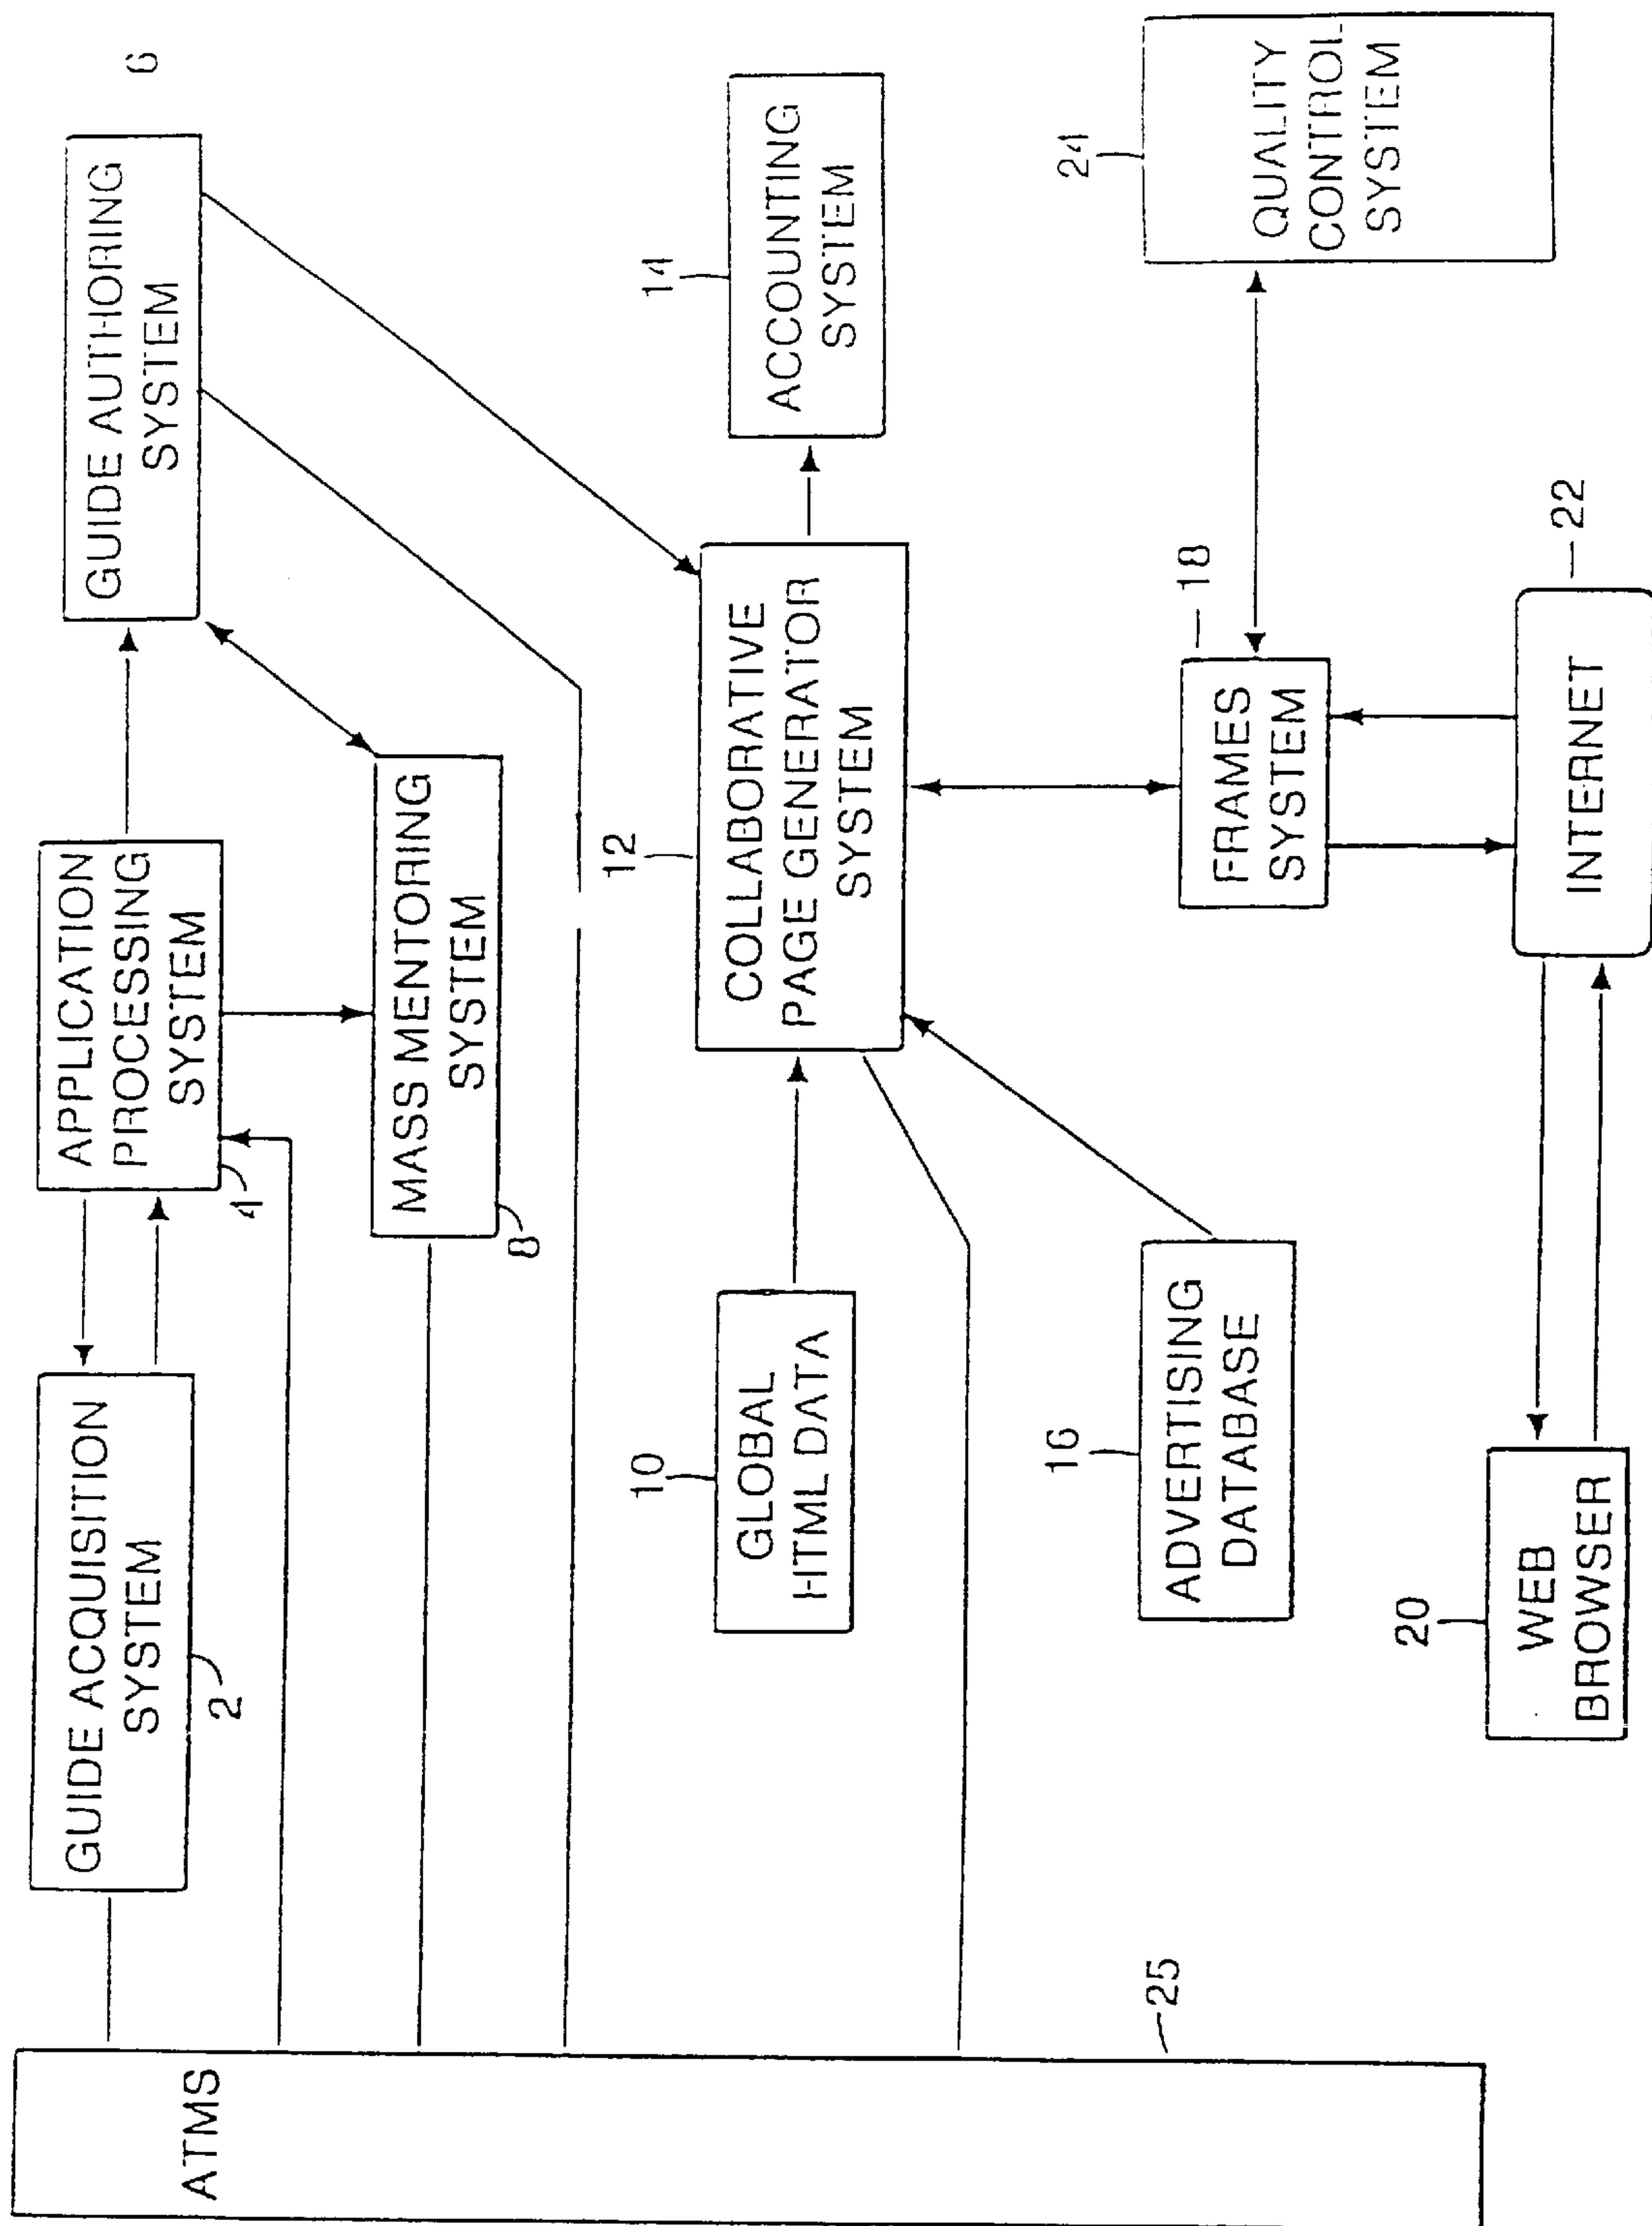 ATMS
25
GUIDE ACQUISITION
SYSTEM
2
APPLICATION
PROCESSING
SYSTEM
4
GUIDE AUTHORING
SYSTEM
6
MASS MENTORING
SYSTEM
8
10
GLOBAL
HTML DATA
12
COLLABORATIVE
PAGE GENERATOR
SYSTEM
14
ACCOUNTING
SYSTEM
16
ADVERTISING
DATABASE
18
FRAMES
SYSTEM
24
QUALITY
CONTROL
SYSTEM
20
WEB
BROWSER
INTERNET
22